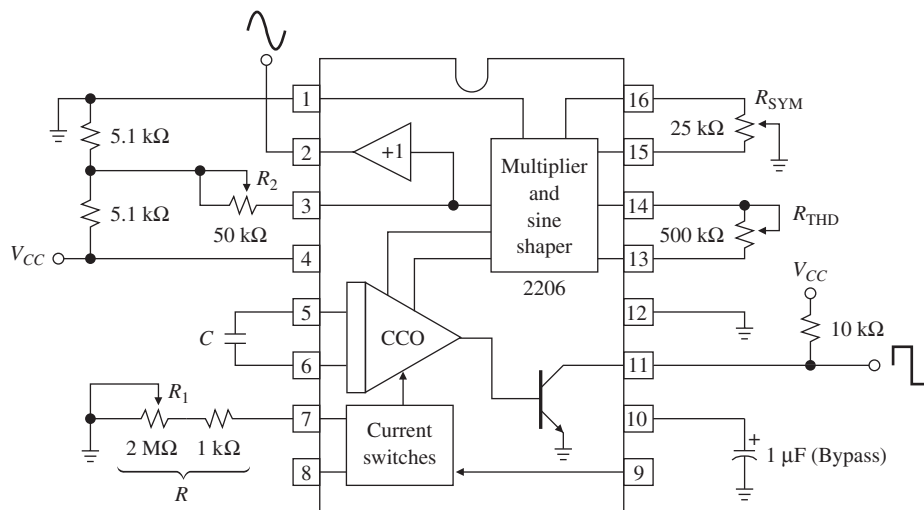 1
16
R_SYM
5.1 kΩ
25 kΩ
2
+1
15
Multiplier
and
sine
shaper
R_2
3
14
R_THD
5.1 kΩ
50 kΩ
500 kΩ
V_CC
4
13
2206
V_CC
5
12
10 kΩ
C
CCO
6
11
R_1
7
10
2 MΩ
1 kΩ
Current
switches
+
1 µF (Bypass)
R
8
9